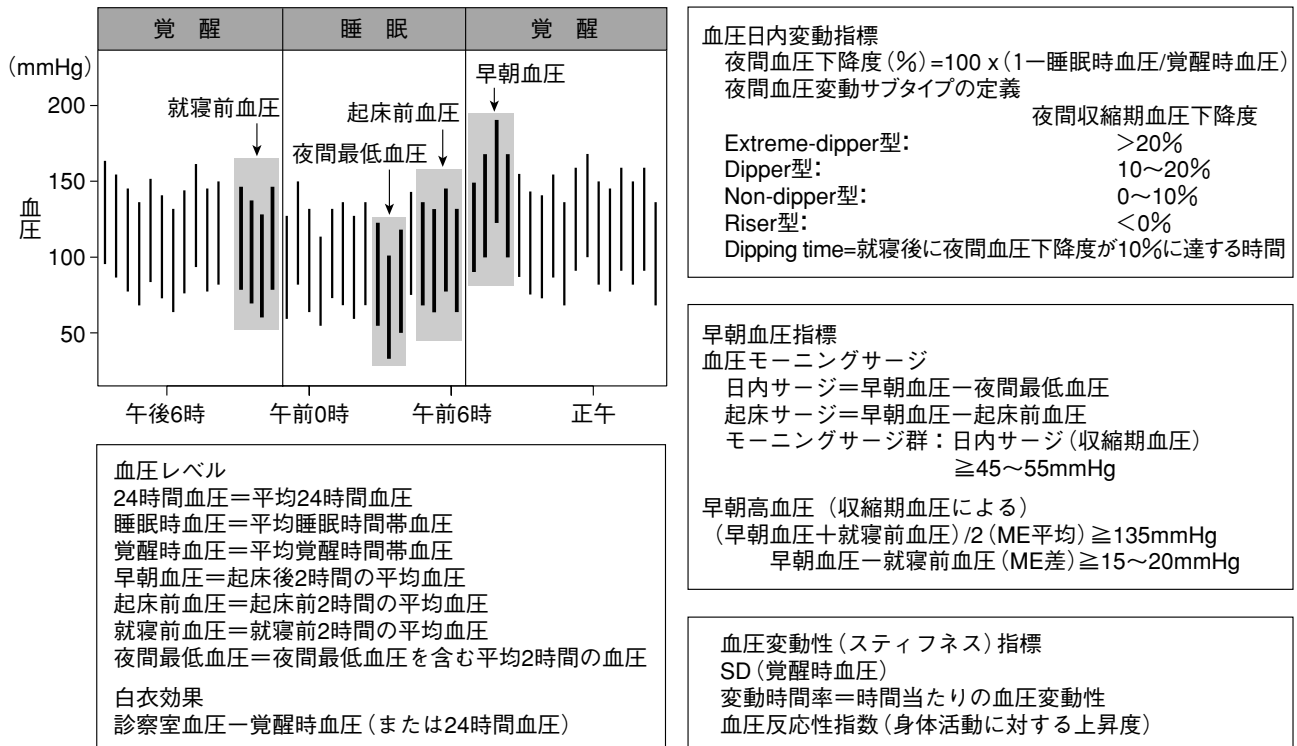 覚 醒
睡 眠
覚 醒
(mmHg)
200
150
100
50
血圧
早朝血圧
就寝前血圧
起床前血圧
夜間最低血圧
午後6時
午前0時
午前6時
正午
血圧レベル
24時間血圧＝平均24時間血圧
睡眠時血圧＝平均睡眠時間帯血圧
覚醒時血圧＝平均覚醒時間帯血圧
早朝血圧＝起床後2時間の平均血圧
起床前血圧＝起床前2時間の平均血圧
就寝前血圧＝就寝前2時間の平均血圧
夜間最低血圧＝夜間最低血圧を含む平均2時間の血圧
白衣効果
診察室血圧ー覚醒時血圧（または24時間血圧）
血圧日内変動指標
夜間血圧下降度（％）=100 x（1ー睡眠時血圧/覚醒時血圧）
夜間血圧変動サブタイプの定義
夜間収縮期血圧下降度
Extreme-dipper型： ＞20％
Dipper型： 10～20％
Non-dipper型： 0～10％
Riser型： ＜0％
Dipping time=就寝後に夜間血圧下降度が10％に達する時間
早朝血圧指標
血圧モーニングサージ
日内サージ＝早朝血圧ー夜間最低血圧
起床サージ＝早朝血圧ー起床前血圧
モーニングサージ群：日内サージ（収縮期血圧）
≧45～55mmHg
早朝高血圧（収縮期血圧による）
（早朝血圧＋就寝前血圧）/2（ME平均）≧135mmHg
早朝血圧ー就寝前血圧（ME差）≧15～20mmHg
血圧変動性（スティフネス）指標
SD（覚醒時血圧）
変動時間率＝時間当たりの血圧変動性
血圧反応性指数（身体活動に対する上昇度）